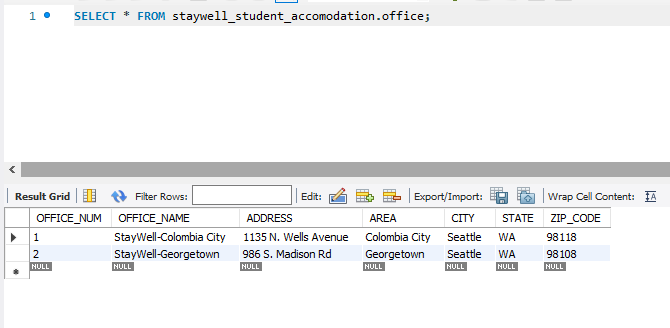 1 SELECT * FROM staywell_student_accomodation.office;
Result Grid Filter Rows: Edit: Export/Import: Wrap Cell Content: IA
OFFICE_NUM OFFICE_NAME ADDRESS AREA CITY STATE ZIP_CODE
1 StayWell-Colombia City 1135 N. Wells Avenue Colombia City Seattle WA 98118
2 StayWell-Georgetown 986 S. Madison Rd Georgetown Seattle WA 98108
NULL NULL NULL NULL NULL NULL NULL